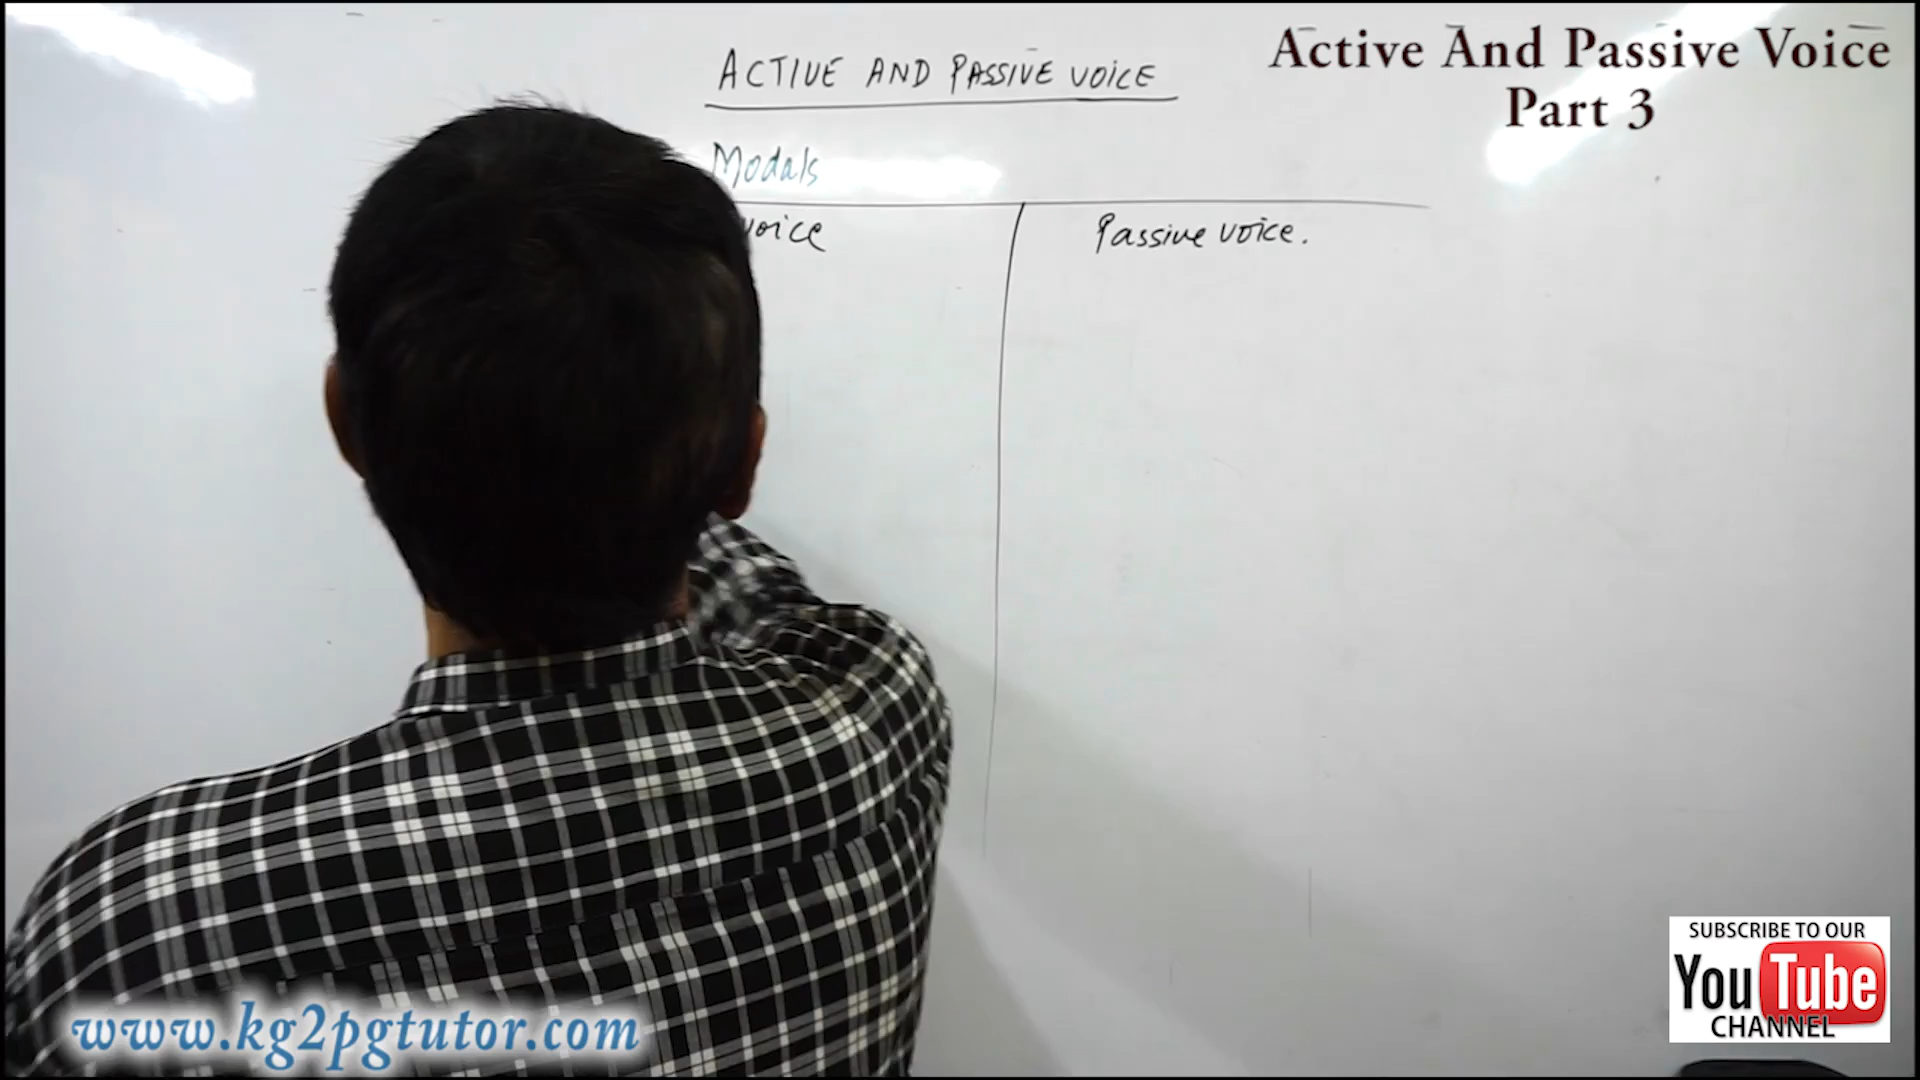 Active And Passive Voice
Part 3
ACTIVE AND PASSIVE VOICE
Modals
voice
Passive voice.
SUBSCRIBE TO OUR
YouTube
CHANNEL
www.kg2pgtutor.com